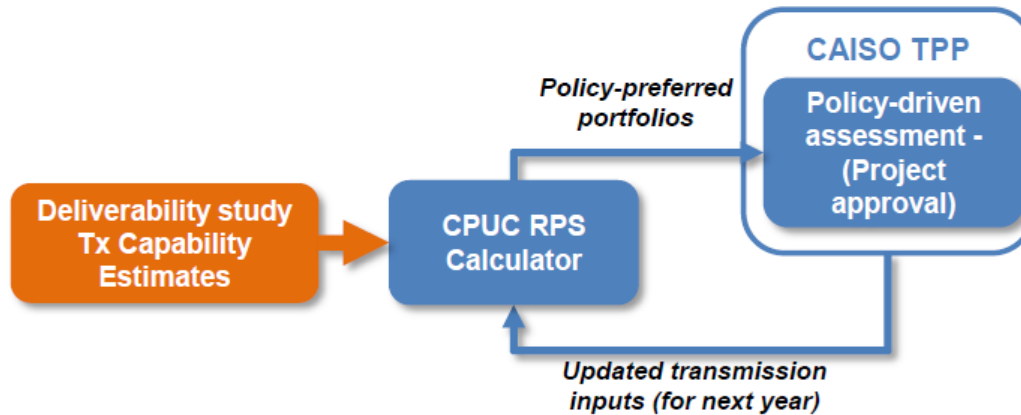 CAISO TPP
Policy-preferred
portfolios
Policy-driven
assessment -
(Project
approval)
Deliverability study
Tx Capability
Estimates
CPUC RPS
Calculator
Updated transmission
inputs (for next year)